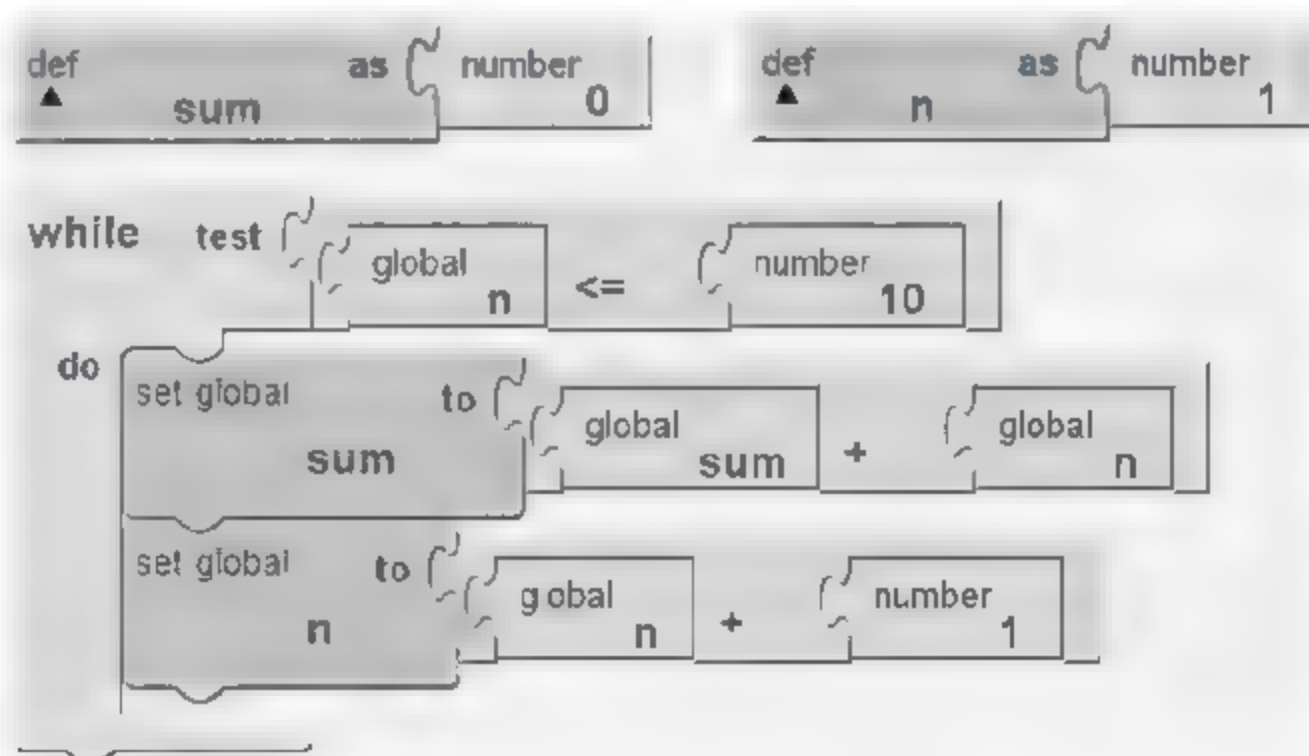 def as number
sum 0
def as number
n 1
while test
global n <= number 10
do
set global to
sum
global sum + global n
set global to
n
global n + number 1